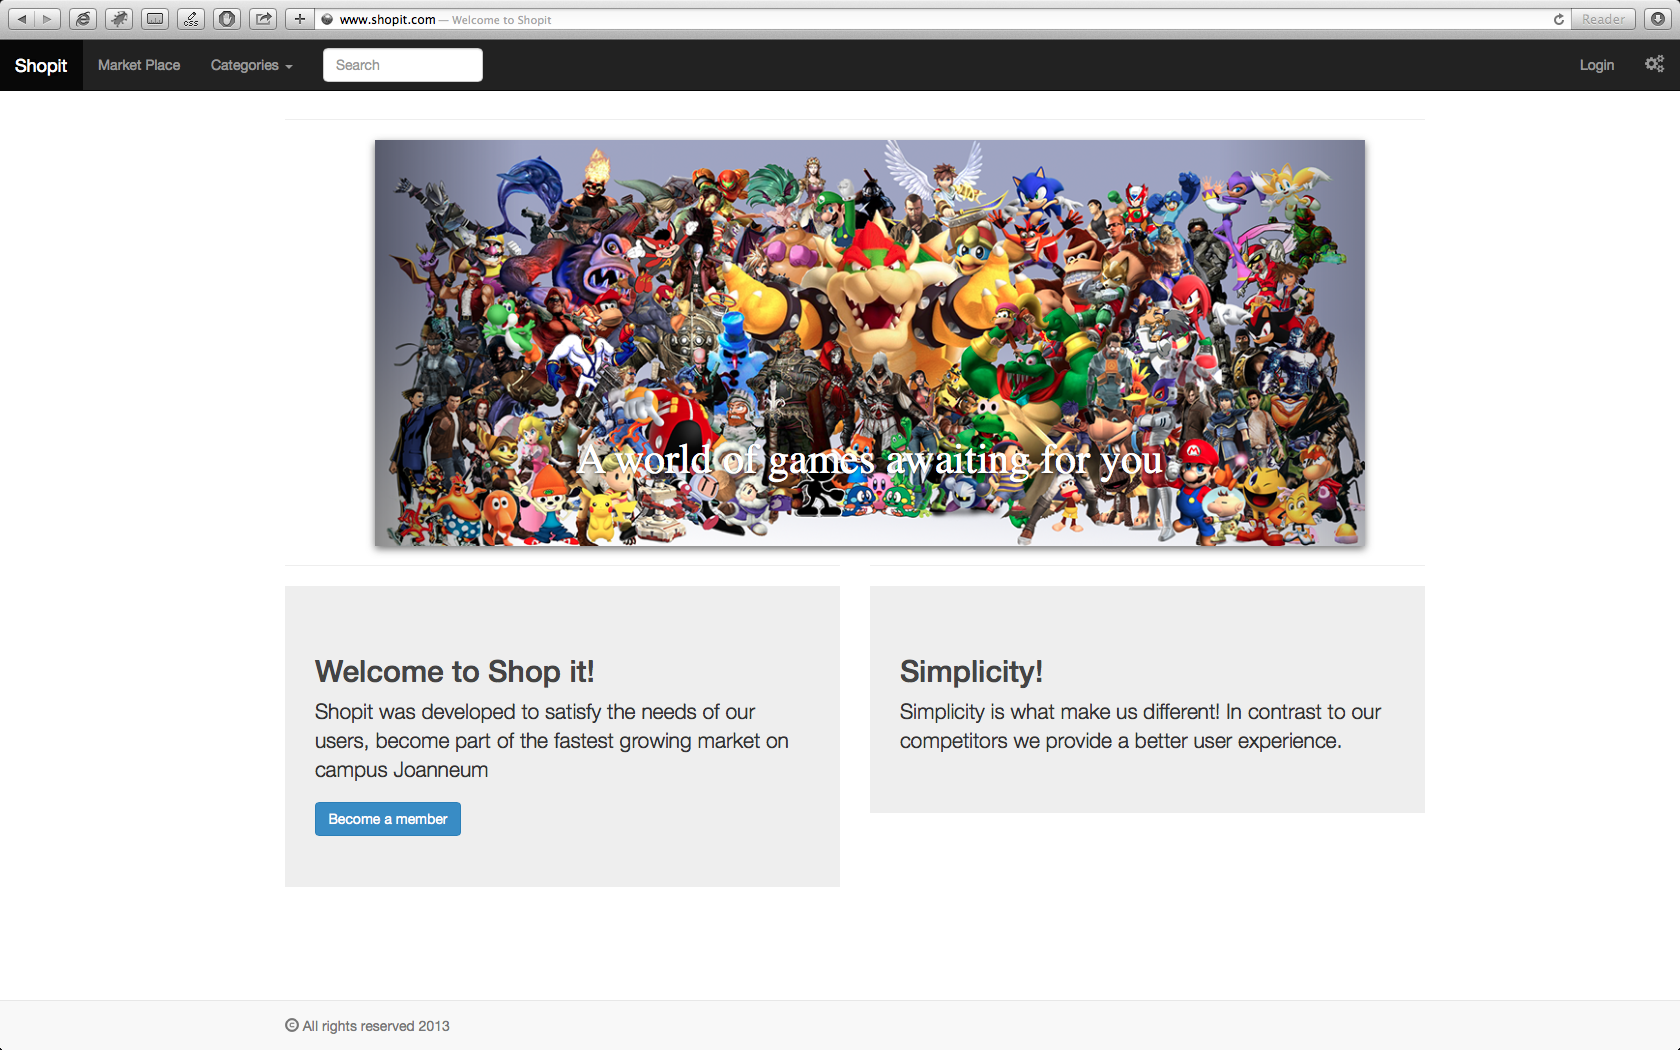 www.shopit.com — Welcome to Shopit
Reader
css
Shopit
Market Place
Categories
Search
Login
A world of games awaiting for you
Welcome to Shop it!
Shopit was developed to satisfy the needs of our
users, become part of the fastest growing market on
campus Joanneum
Become a member
Simplicity!
Simplicity is what make us different! In contrast to our
competitors we provide a better user experience.
© All rights reserved 2013